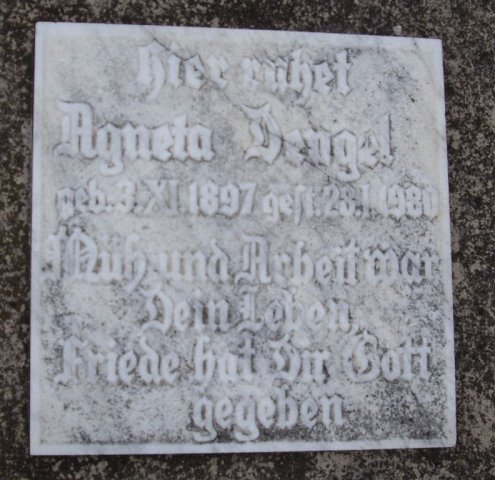 Hier ruhet
Agneta Dengel
geb. 3. XI. 1897 gest. 28. I. 1980
Müh und Arbeit war
Dein Leben,
Friede hat Dir Gott
gegeben